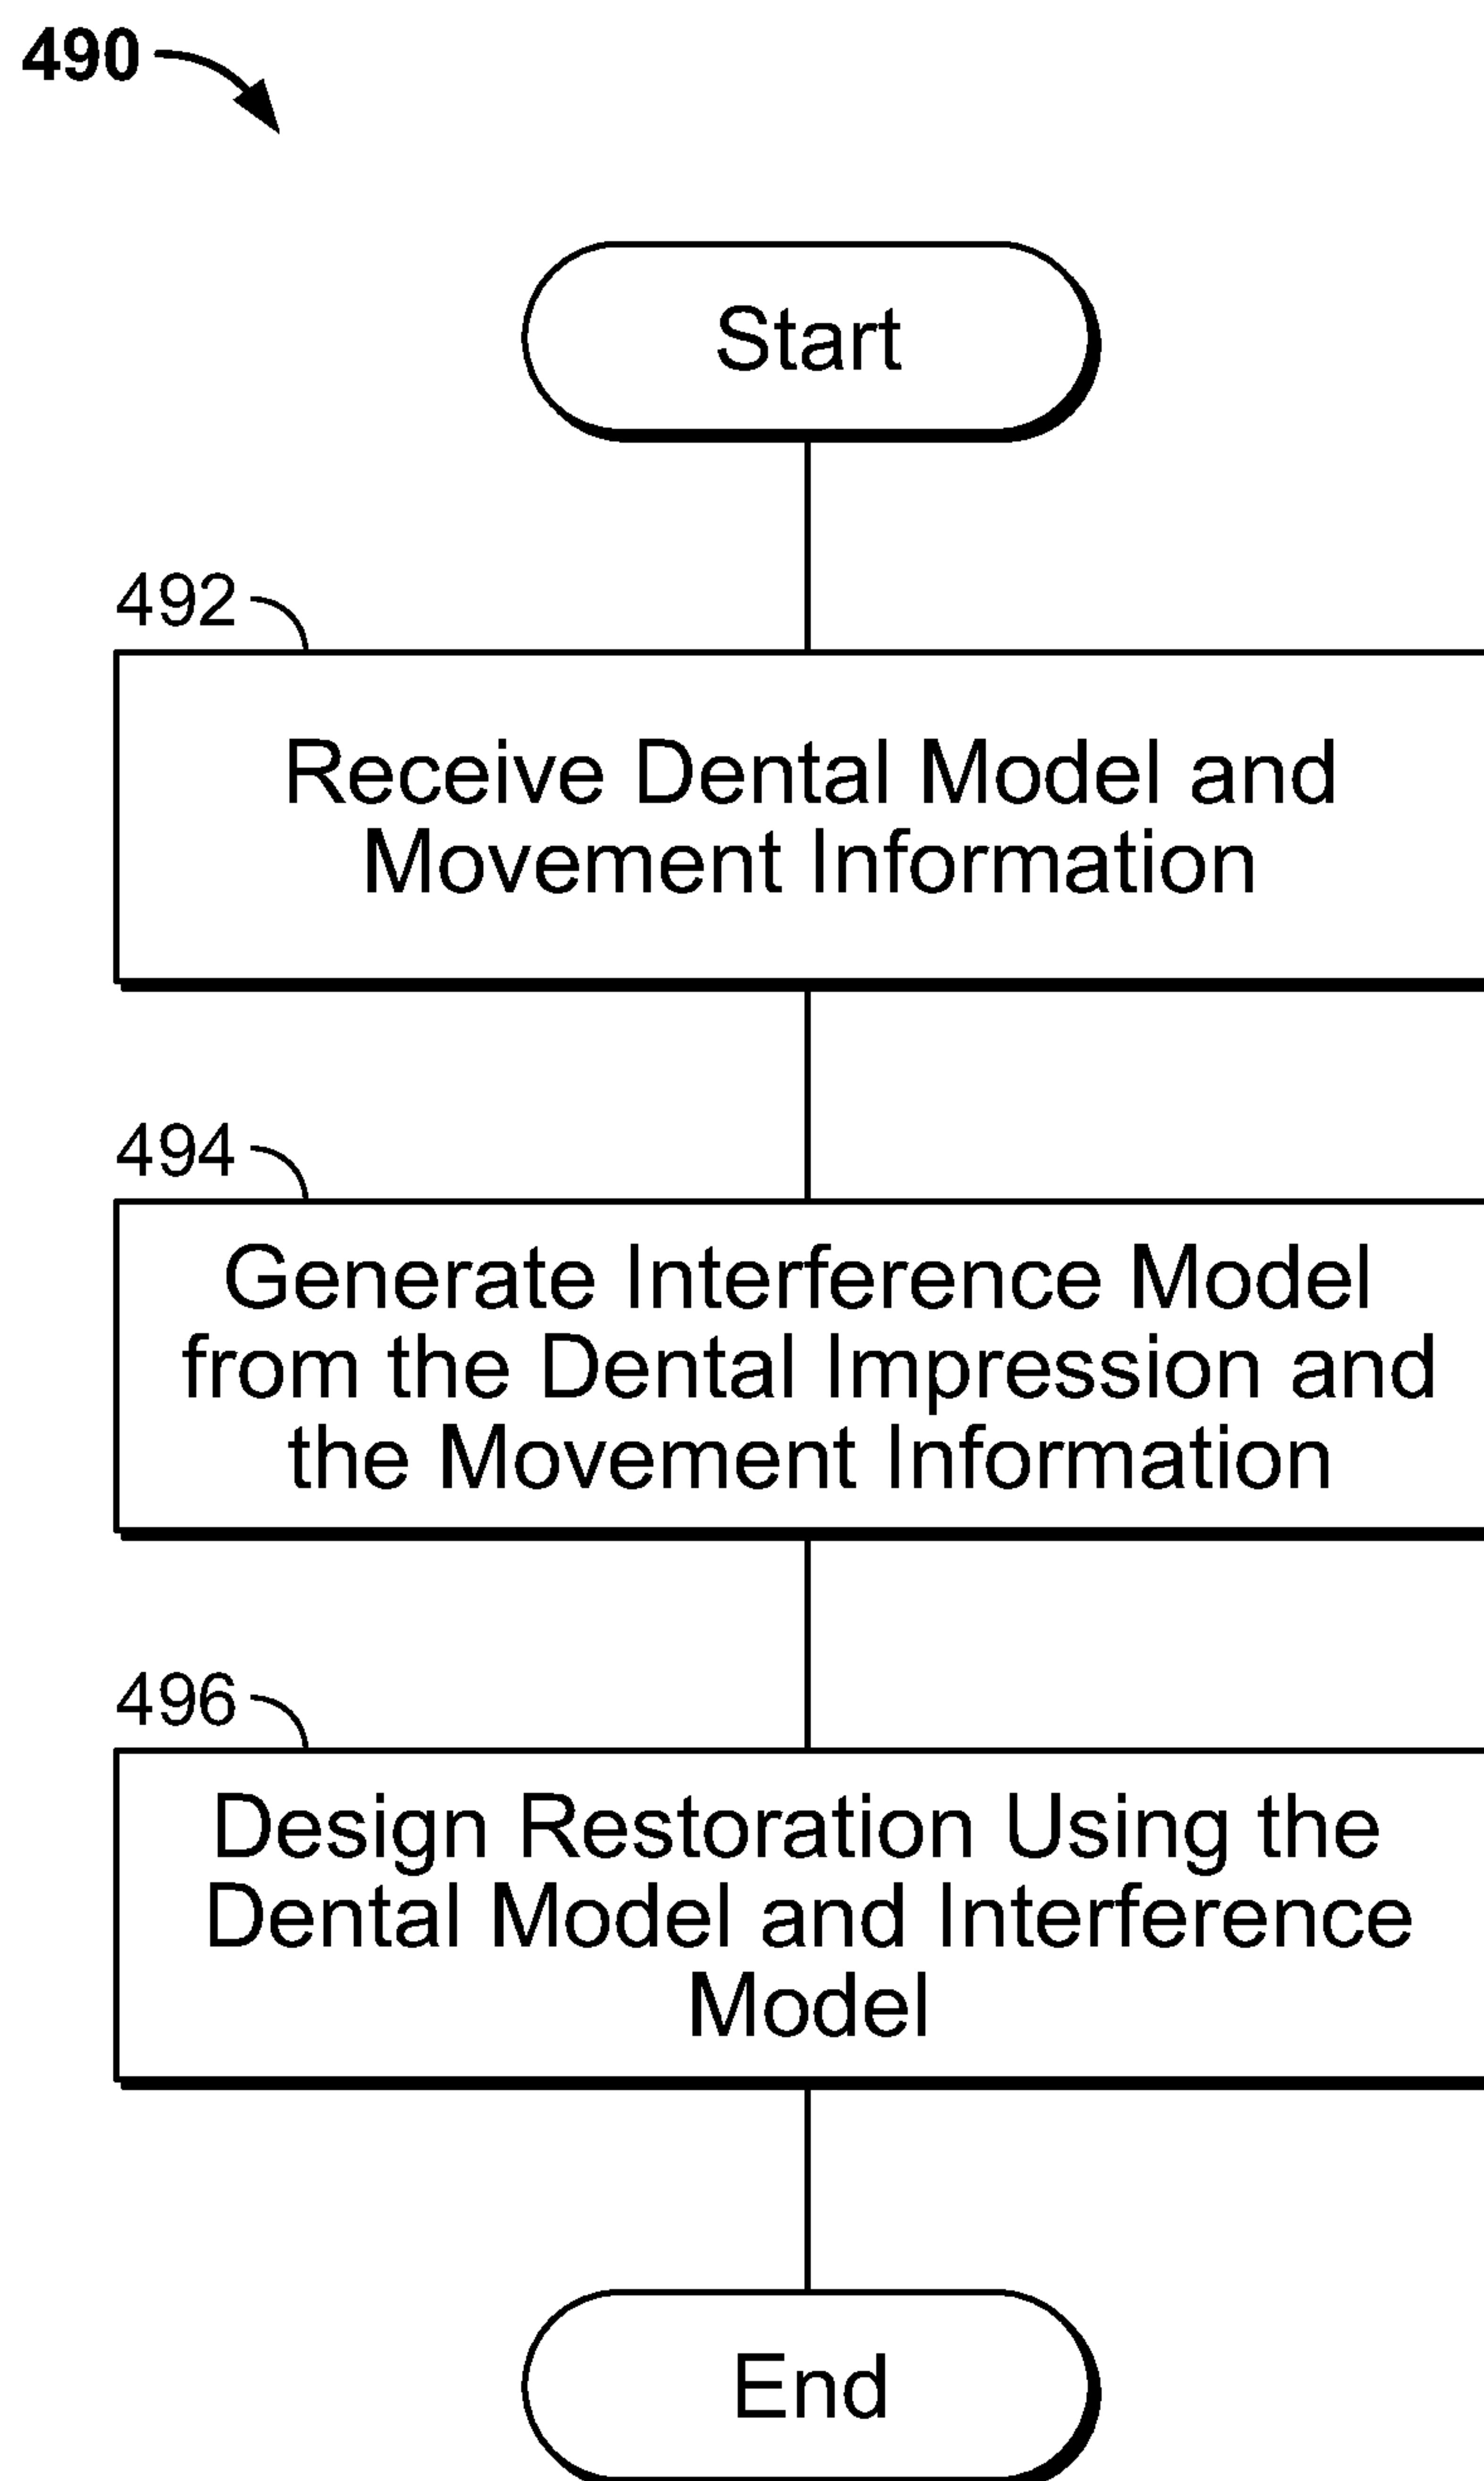 490
Start
492
Receive Dental Model and
Movement Information
494
Generate Interference Model
from the Dental Impression and
the Movement Information
496
Design Restoration Using the
Dental Model and Interference
Model
End